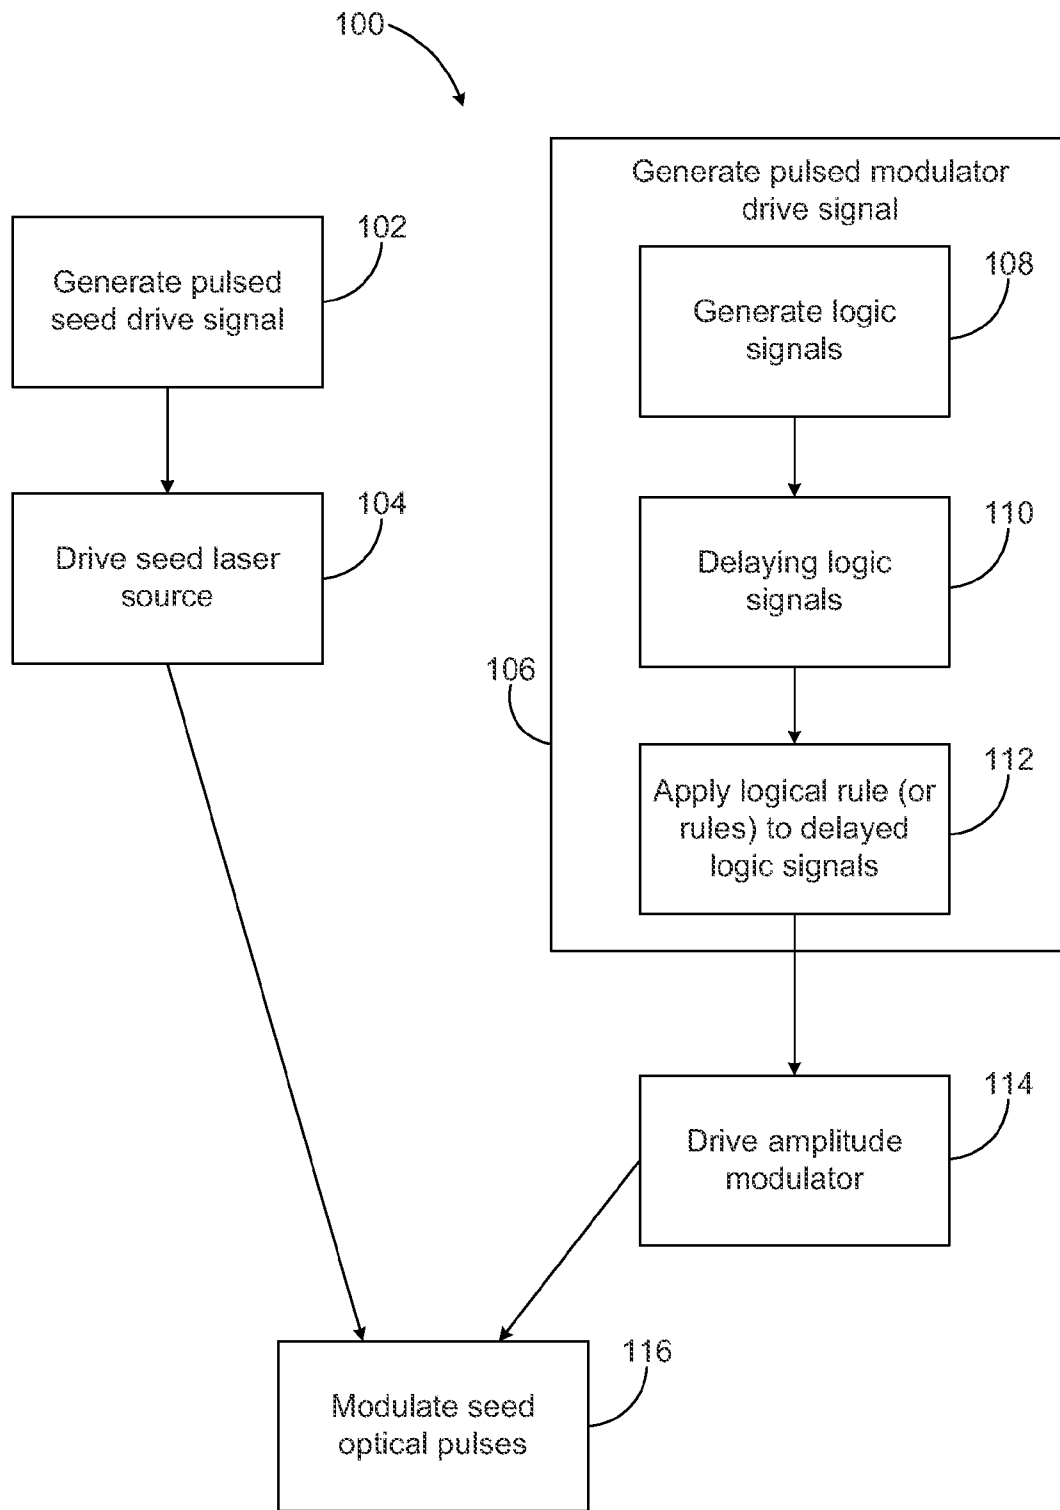 100
Generate pulsed modulator
drive signal
102
Generate pulsed
seed drive signal
108
Generate logic
signals
104
Drive seed laser
source
110
Delaying logic
signals
106
112
Apply logical rule (or
rules) to delayed
logic signals
114
Drive amplitude
modulator
116
Modulate seed
optical pulses